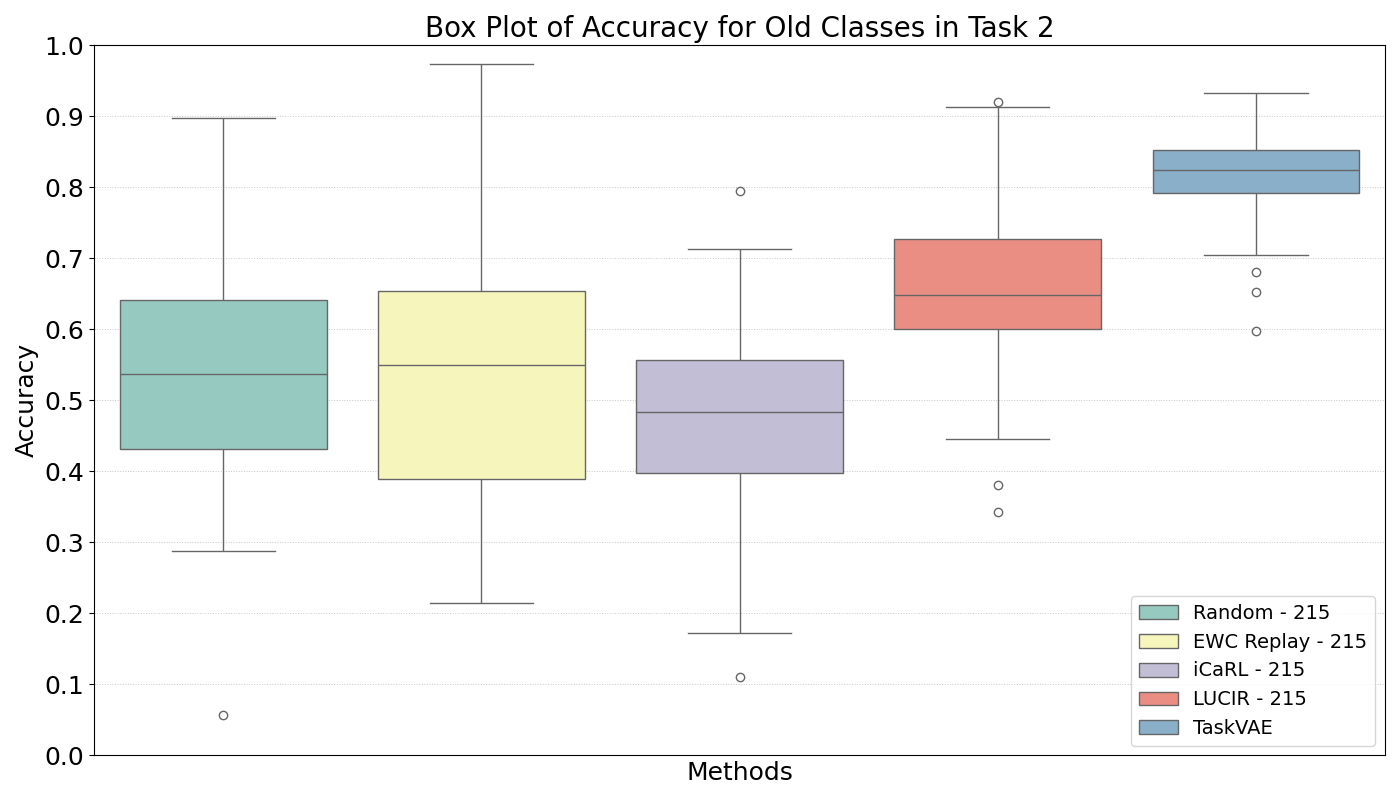 Box Plot of Accuracy for Old Classes in Task 2
1.0
0.9
0.8
0.7
0.6
0.5
0.4
0.3
0.2
0.1
0.0
Accuracy
Methods
Random - 215
EWC Replay - 215
iCaRL - 215
LUCIR - 215
TaskVAE